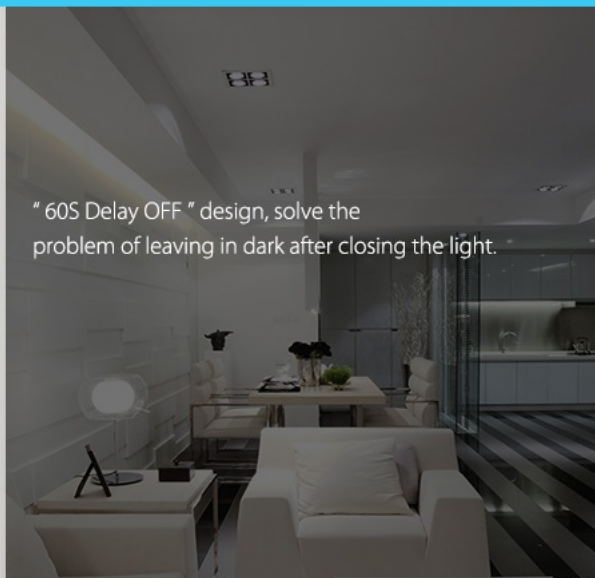 “ 60S Delay OFF ” design, solve the
problem of leaving in dark after closing the light.